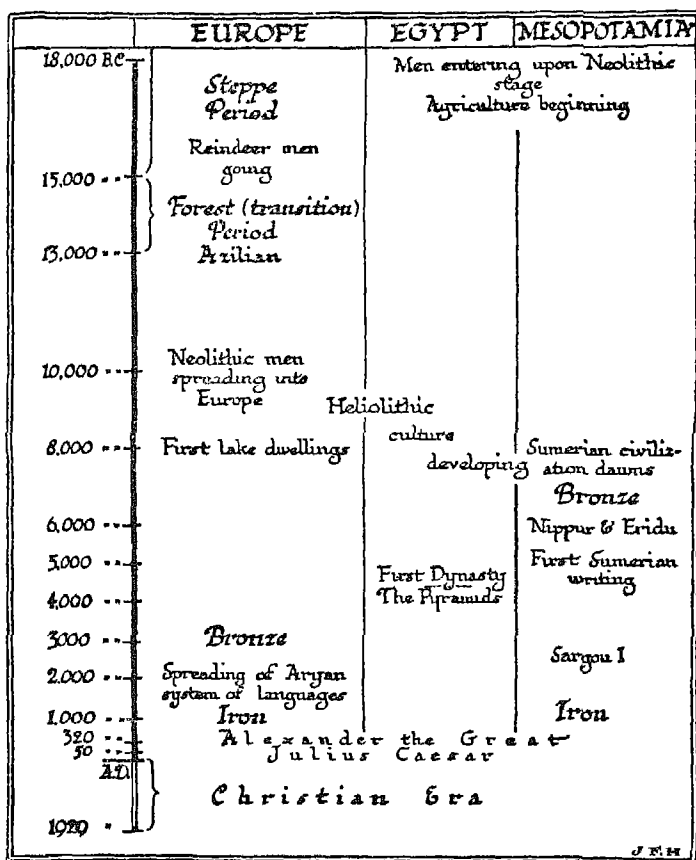 EUROPE EGYPT MESOPOTAMIA
18,000 B.C.
Men entering upon Neolithic
stage
Steppe
Period
Agriculture beginning
Reindeer men
going
15,000 "
Forest (transition)
Period
13,000 "
Azilian
10,000 "
Neolithic men
spreading into
Europe
Heliolithic
culture
developing
8,000 "
First lake dwellings
Sumerian civiliz-
ation dawns
Bronze
6,000 "
Nippur & Eridu
5,000 "
First Sumerian
writing
First Dynasty
The Pyramids
4,000 "
3,000 "
Bronze
Sargon I
2,000 "
Spreading of Aryan
system of languages
1,000 "
Iron
Iron
320 "
Alexander the Great
50 "
Julius Caesar
A.D.
Christian Era
1920 "
J.F.H